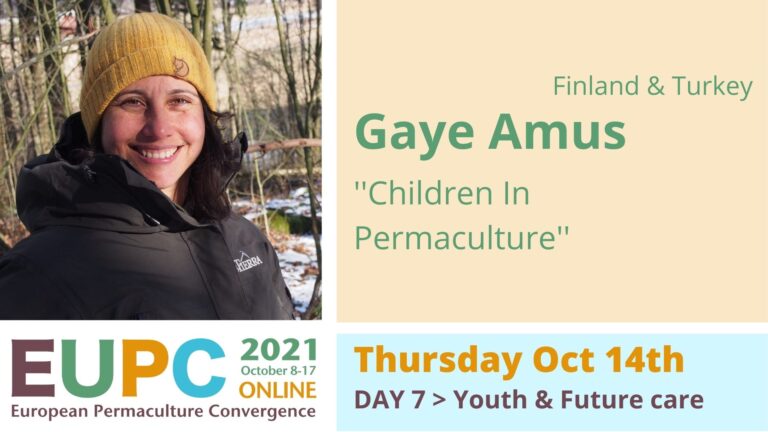 Finland & Turkey
Gaye Amus
''Children In
Permaculture''
TIERRA
EUPC 2021
October 8-17
ONLINE
European Permaculture Convergence
Thursday Oct 14th
DAY 7 > Youth & Future care